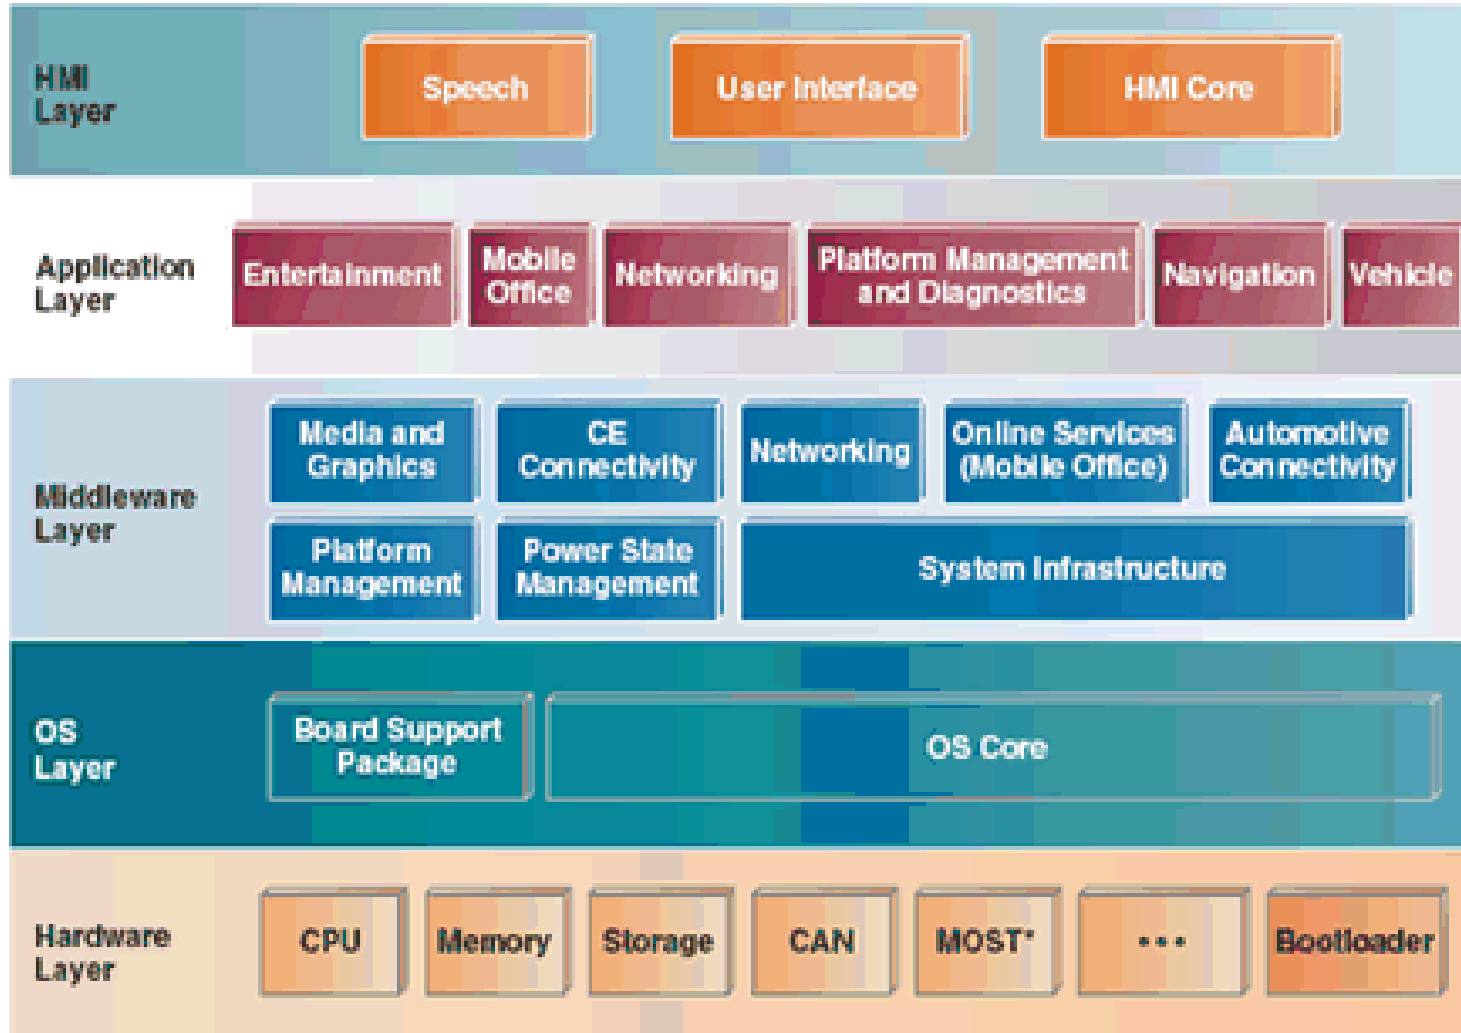 HMI
Layer
Speech
User Interface
HMI Core
Application
Layer
Entertainment
Mobile
Office
Networking
Platform Management
and Diagnostics
Navigation
Vehicle
Middleware
Layer
Media and
Graphics
CE
Connectivity
Networking
Online Services
(Mobile Office)
Automotive
Connectivity
Platform
Management
Power State
Management
System Infrastructure
OS
Layer
Board Support
Package
OS Core
Hardware
Layer
CPU
Memory
Storage
CAN
MOST*
•••
Bootloader